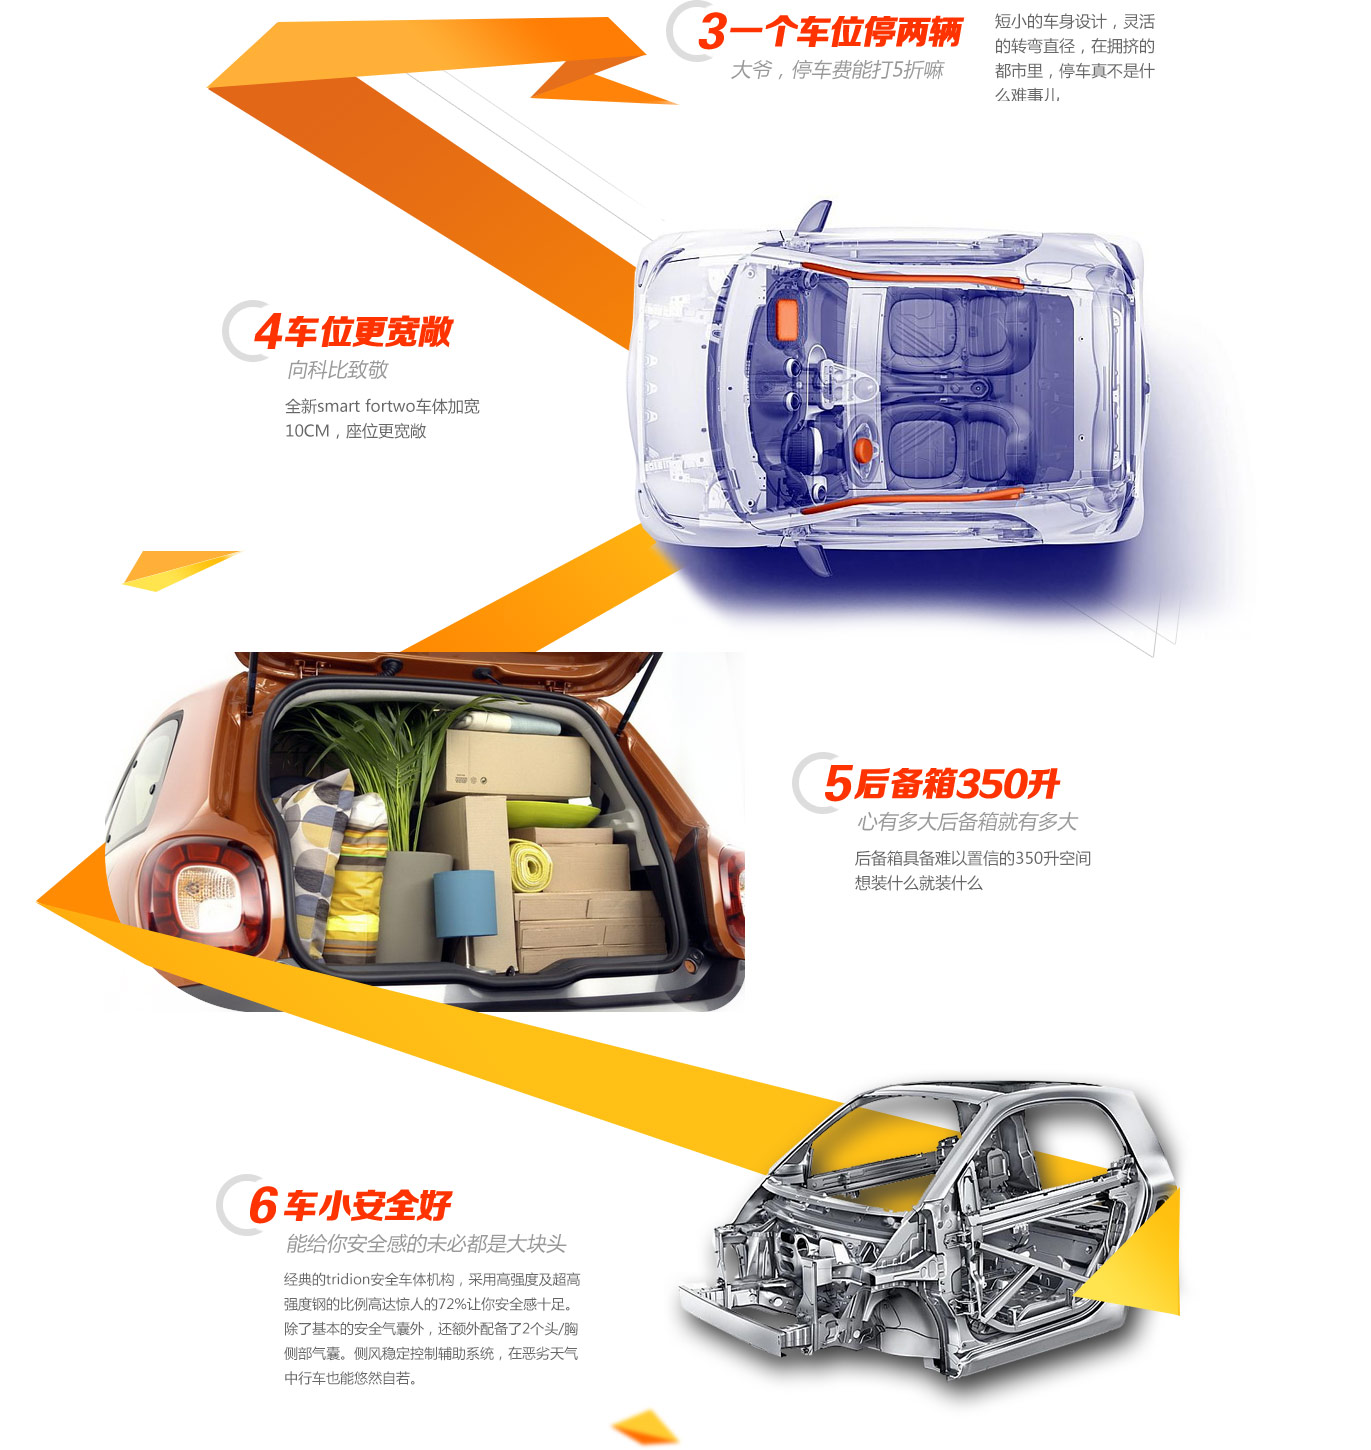 3一个车位停两辆
大爷，停车费能打5折嘛
短小的车身设计，灵活
的转弯直径，在拥挤的
都市里，停车真不是什
么难事儿
4车位更宽敞
向科比致敬
全新smart fortwo车体加宽
10CM，座位更宽敞
5后备箱350升
心有多大后备箱就有多大
后备箱具备难以置信的350升空间
想装什么就装什么
6车小安全好
能给你安全感的未必都是大块头
经典的tridion安全车体机构，采用高强度及超高
强度钢的比例高达惊人的72%让你安全感十足。
除了基本的安全气囊外，还额外配备了2个头/胸
侧部气囊。侧风稳定控制辅助系统，在恶劣天气
中行车也能悠然自若。